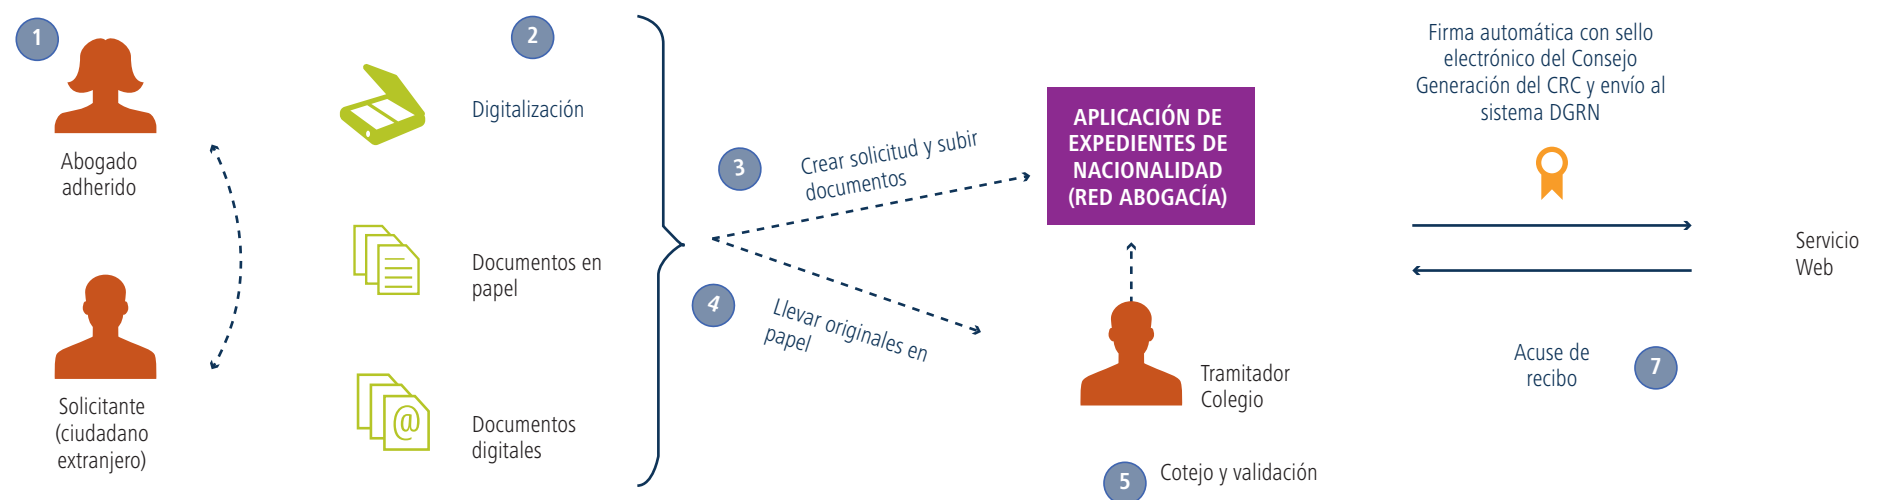 1
Abogado
adherido
Solicitante
(ciudadano
extranjero)
2
Digitalización
Documentos en
papel
@
Documentos
digitales
3
Crear solicitud y subir
documentos
4
Llevar originales en
papel
APLICACIÓN DE
EXPEDIENTES DE
NACIONALIDAD
(RED ABOGACÍA)
Tramitador
Colegio
5
Cotejo y validación
Firma automática con sello
electrónico del Consejo
Generación del CRC y envío al
sistema DGRN
Servicio
Web
Acuse de
recibo
7